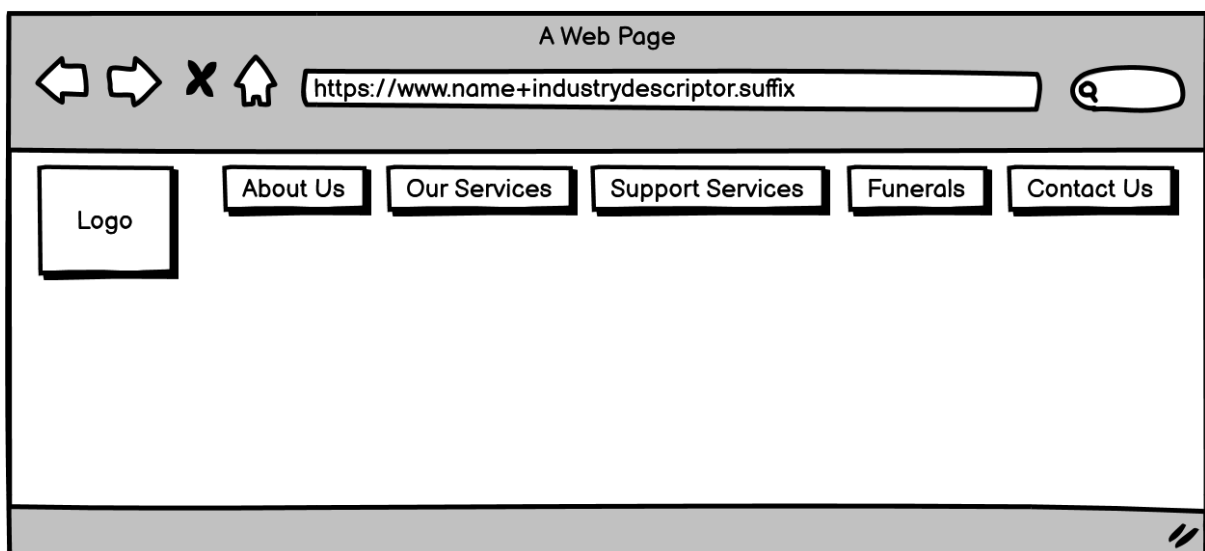 A Web Page
https://www.name+industrydescriptor.suffix
Logo
About Us
Our Services
Support Services
Funerals
Contact Us